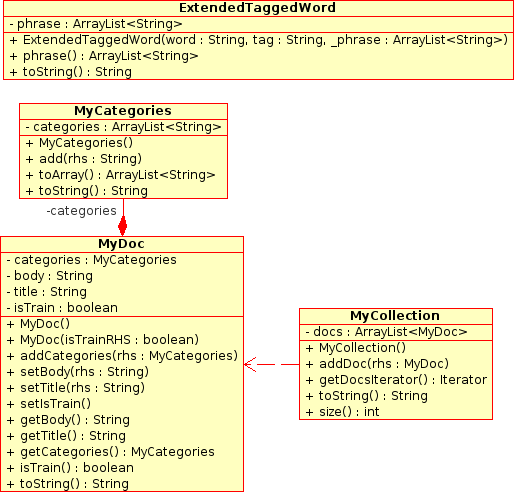 ExtendedTaggedWord
- phrase : ArrayList<String>
+ ExtendedTaggedWord(word : String, tag : String, _phrase : ArrayList<String>)
+ phrase() : ArrayList<String>
+ toString() : String
MyCategories
- categories : ArrayList<String>
+ MyCategories()
+ add(rhs : String)
+ toArray() : ArrayList<String>
+ toString() : String
-categories
MyDoc
- categories : MyCategories
- body : String
- title : String
- isTrain : boolean
+ MyDoc()
+ MyDoc(isTrainRHS : boolean)
+ addCategories(rhs : MyCategories)
+ setBody(rhs : String)
+ setTitle(rhs : String)
+ setIsTrain()
+ getBody() : String
+ getTitle() : String
+ getCategories() : MyCategories
+ isTrain() : boolean
+ toString() : String
MyCollection
- docs : ArrayList<MyDoc>
+ MyCollection()
+ addDoc(rhs : MyDoc)
+ getDocsIterator() : Iterator
+ toString() : String
+ size() : int